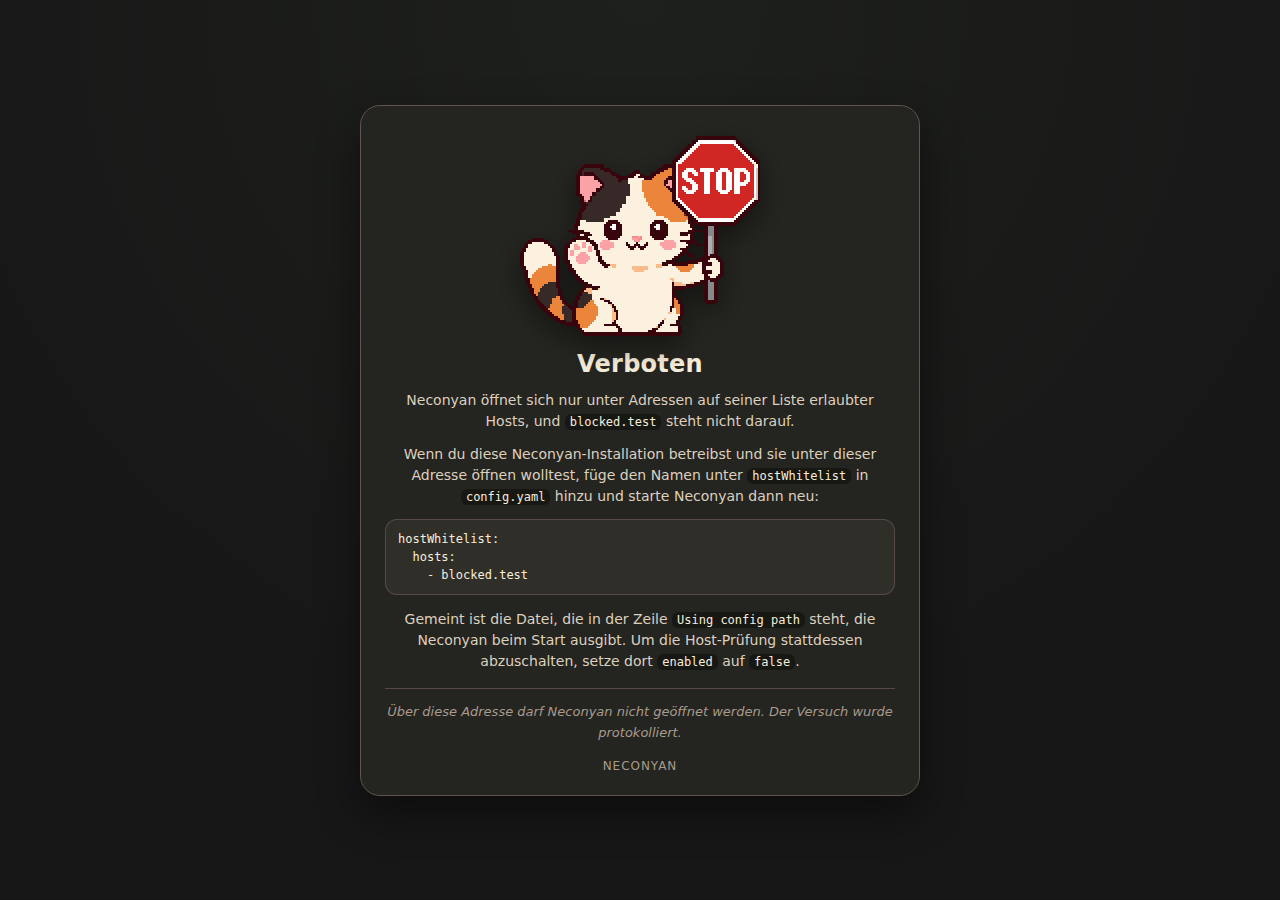 STOP
Verboten
Neconyan öffnet sich nur unter Adressen auf seiner Liste erlaubter
Hosts, und blocked.test steht nicht darauf.
Wenn du diese Neconyan-Installation betreibst und sie unter dieser
Adresse öffnen wolltest, füge den Namen unter hostWhitelist in
config.yaml hinzu und starte Neconyan dann neu:
hostWhitelist:
  hosts:
    - blocked.test
Gemeint ist die Datei, die in der Zeile Using config path steht, die
Neconyan beim Start ausgibt. Um die Host-Prüfung stattdessen
abzuschalten, setze dort enabled auf false.
Über diese Adresse darf Neconyan nicht geöffnet werden. Der Versuch wurde
protokolliert.
NECONYAN